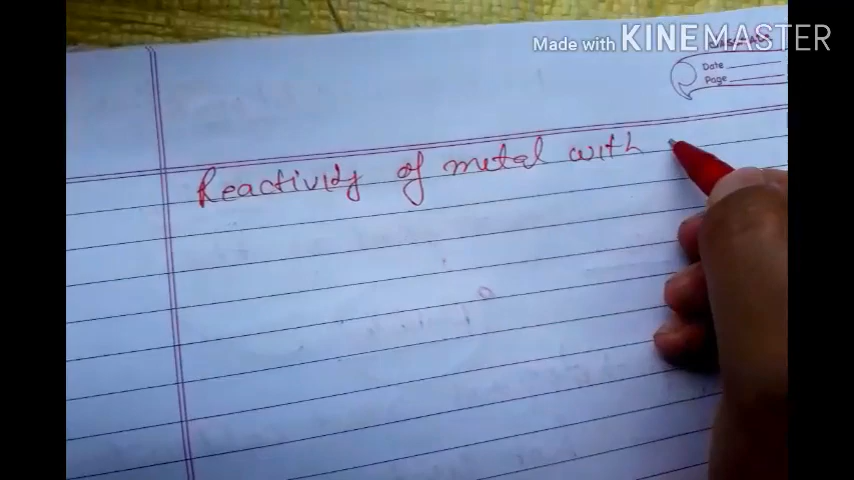 Made with KINEMASTER
Date
Page
Reactivity of metal with